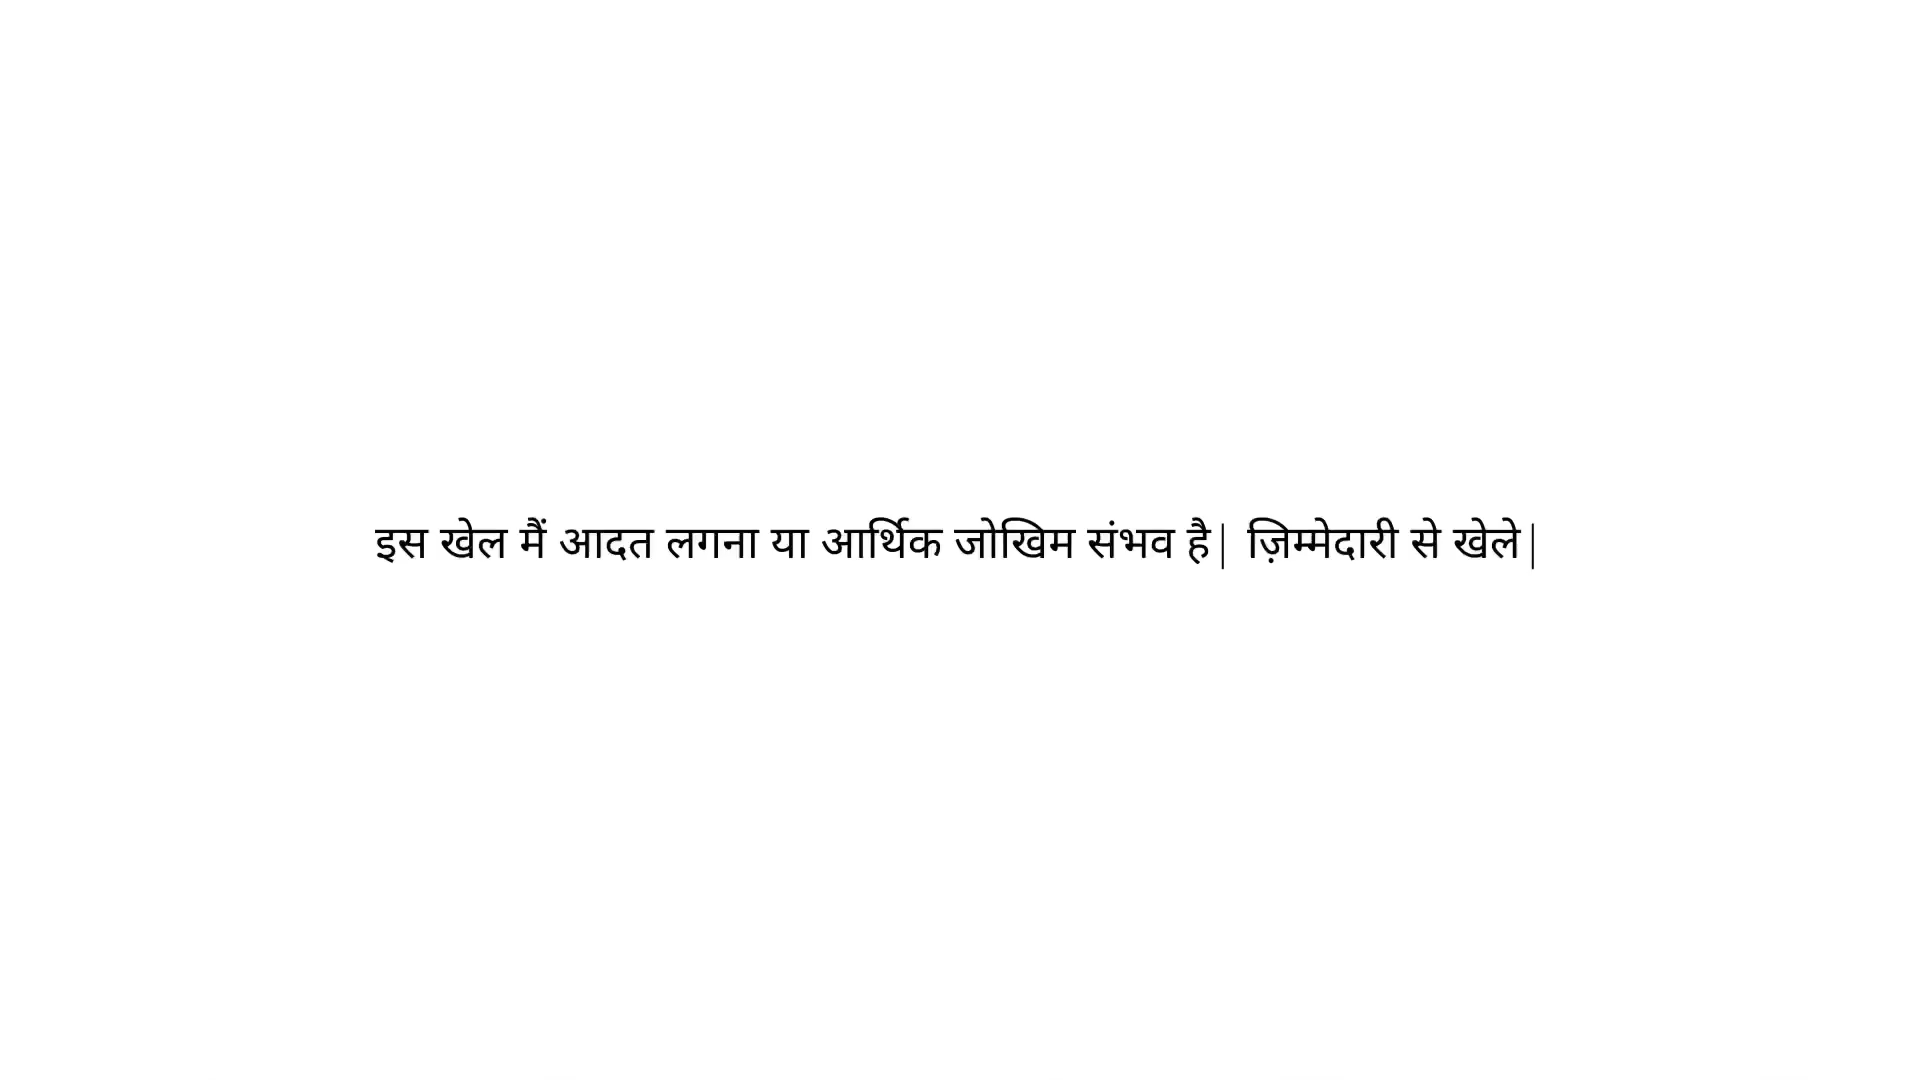 इस खेल मैं आदत लगना या आर्थिक जोखिम संभव है| ज़िम्मेदारी से खेले|